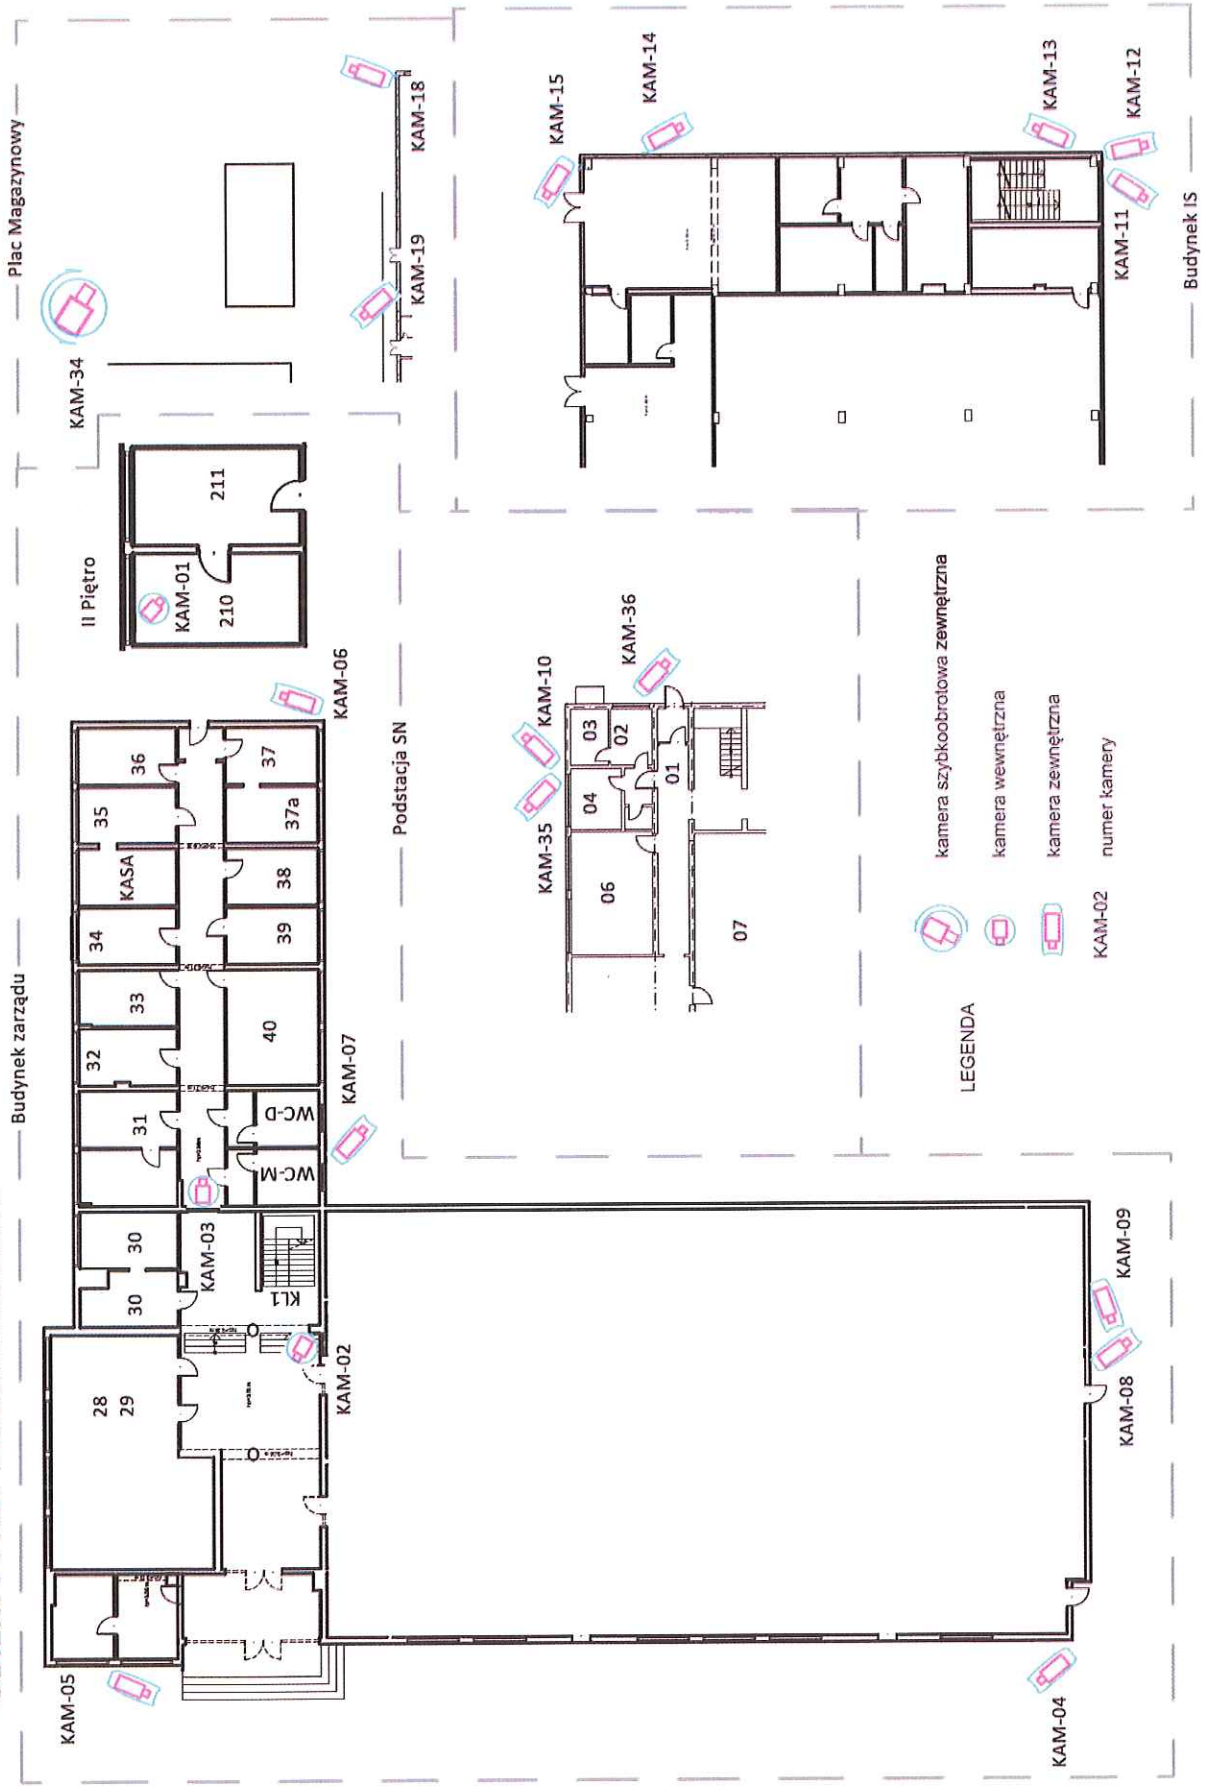 Budynek zarządu
II Piętro
Plac Magazynowy
KAM-05
28
29
30
30
31
32
33
34
KASA
35
36
37
37a
38
39
40
WC-D
WC-M
KL1
KAM-03
KAM-02
KAM-07
KAM-06
KAM-01
210
211
KAM-34
KAM-19
KAM-18
KAM-04
KAM-08
KAM-09
Podstacja SN
KAM-35
KAM-10
KAM-36
06
04
03
02
01
07
KAM-15
KAM-14
KAM-13
KAM-12
KAM-11
Budynek IS
LEGENDA
kamera szybkoobrotowa zewnętrzna
kamera wewnętrzna
kamera zewnętrzna
KAM-02 numer kamery